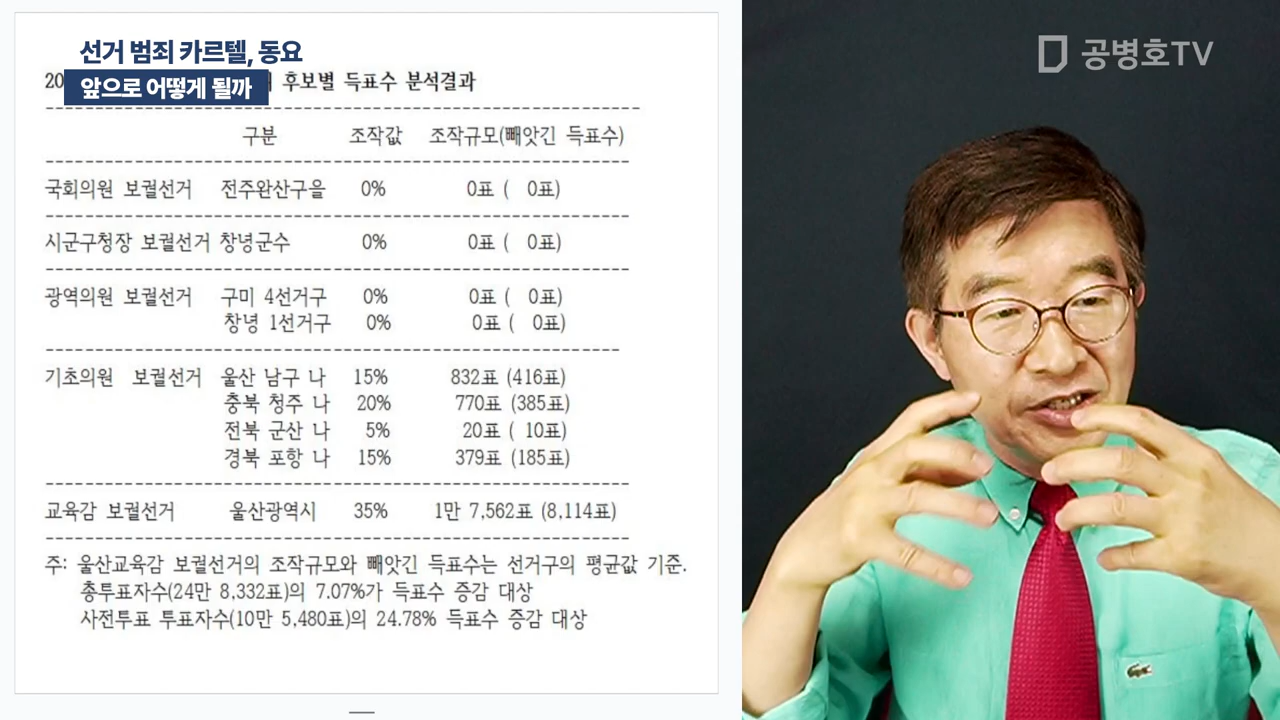 선거 범죄 카르텔, 동요
앞으로 어떻게 될까
20 후보별 득표수 분석결과
구분 조작값 조작규모(빼앗긴 득표수)
국회의원 보궐선거 전주완산구을 0% 0표 ( 0표)
시군구청장 보궐선거 창녕군수 0% 0표 ( 0표)
광역의원 보궐선거 구미 4선거구 0% 0표 ( 0표)
창녕 1선거구 0% 0표 ( 0표)
기초의원 보궐선거 울산 남구 나 15% 832표 (416표)
충북 청주 나 20% 770표 (385표)
전북 군산 나 5% 20표 ( 10표)
경북 포항 나 15% 379표 (185표)
교육감 보궐선거 울산광역시 35% 1만 7,562표 (8,114표)
주: 울산교육감 보궐선거의 조작규모와 빼앗긴 득표수는 선거구의 평균값 기준.
총투표자수(24만 8,332표)의 7.07%가 득표수 증감 대상
사전투표 투표자수(10만 5,480표)의 24.78% 득표수 증감 대상
공병호TV